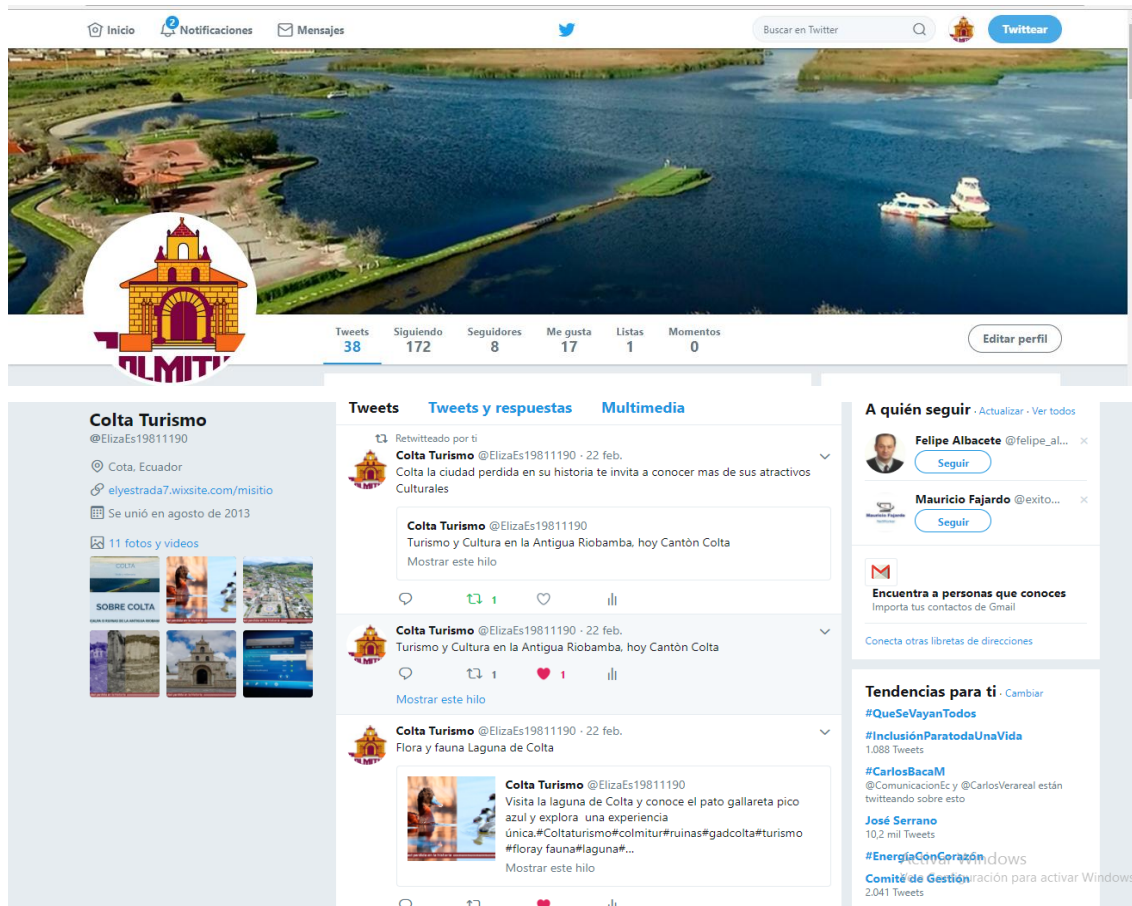 Inicio
2
Notificaciones
Mensajes
Buscar en Twitter
Twittear
Tweets
38
Siguiendo
172
Seguidores
8
Me gusta
17
Listas
1
Momentos
0
Editar perfil
Colta Turismo
@ElizaEs19811190
Cota, Ecuador
elyestrada7.wixsite.com/misitio
Se unió en agosto de 2013
11 fotos y videos
COLTA
SOBRE COLTA
Tweets
Tweets y respuestas
Multimedia
Retwitteado por ti
Colta Turismo @ElizaEs19811190 · 22 feb.
Colta la ciudad perdida en su historia te invita a conocer mas de sus atractivos
Culturales
Colta Turismo @ElizaEs19811190
Turismo y Cultura en la Antigua Riobamba, hoy Cantòn Colta
Mostrar este hilo
1
Colta Turismo @ElizaEs19811190 · 22 feb.
Turismo y Cultura en la Antigua Riobamba, hoy Cantòn Colta
1
1
Mostrar este hilo
Colta Turismo @ElizaEs19811190 · 22 feb.
Flora y fauna Laguna de Colta
Colta Turismo @ElizaEs19811190
Visita la laguna de Colta y conoce el pato gallareta pico
azul y explora una experiencia
única.#Coltaturismo#colmitur#ruinas#gadcolta#turismo
#floray fauna#laguna#...
Mostrar este hilo
A quién seguir · Actualizar · Ver todos
Felipe Albacete @felipe_al...
Seguir
Mauricio Fajardo @exito...
Seguir
Encuentra a personas que conoces
Importa tus contactos de Gmail
Conecta otras libretas de direcciones
Tendencias para ti · Cambiar
#QueSeVayanTodos
#InclusiónParatodaUnaVida
1.088 Tweets
#CarlosBacaM
@ComunicacionEc y @CarlosVerareal están
twitteando sobre esto
José Serrano
10,2 mil Tweets
#EnergíaConCorazón
Activar Windows
Comité de Gestión
configuración para activar Windows
2.041 Tweets